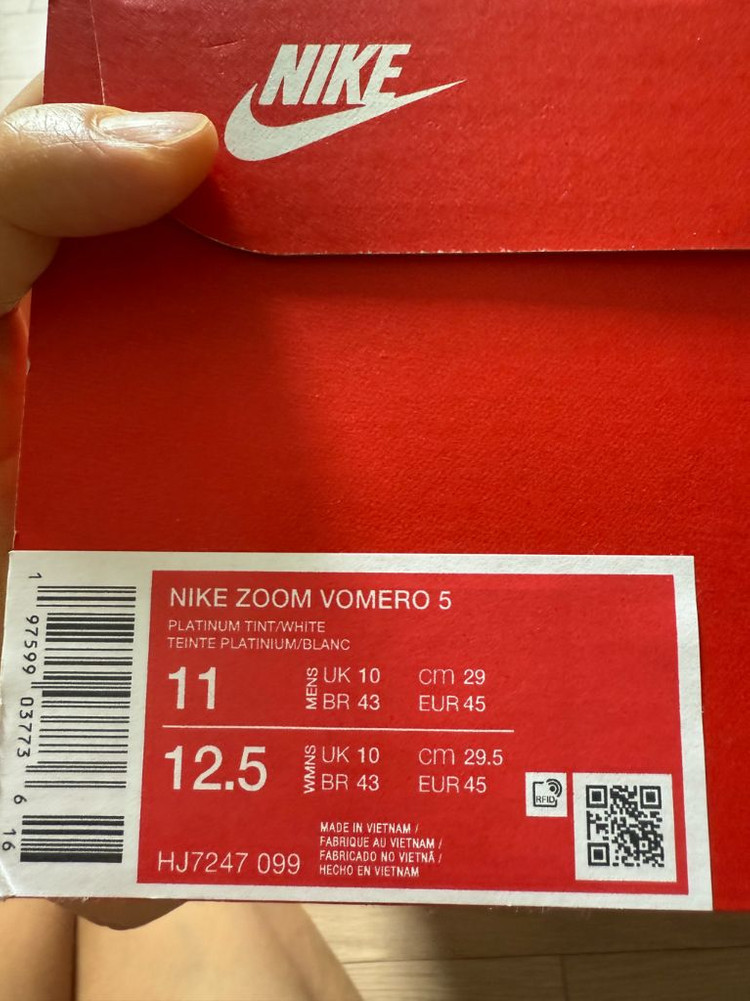 NIKE
NIKE ZOOM VOMERO 5
PLATINUM TINT/WHITE
TEINTE PLATINIUM/BLANC
11 MENS UK 10 cm 29
BR 43 EUR 45
12.5 WMNS UK 10 cm 29.5
BR 43 EUR 45
RFID
MADE IN VIETNAM /
FABRIQUE AU VIETNAM /
FABRICADO NO VIETNÃ /
HECHO EN VIETNAM
HJ7247 099
1 97599 03773 6 16